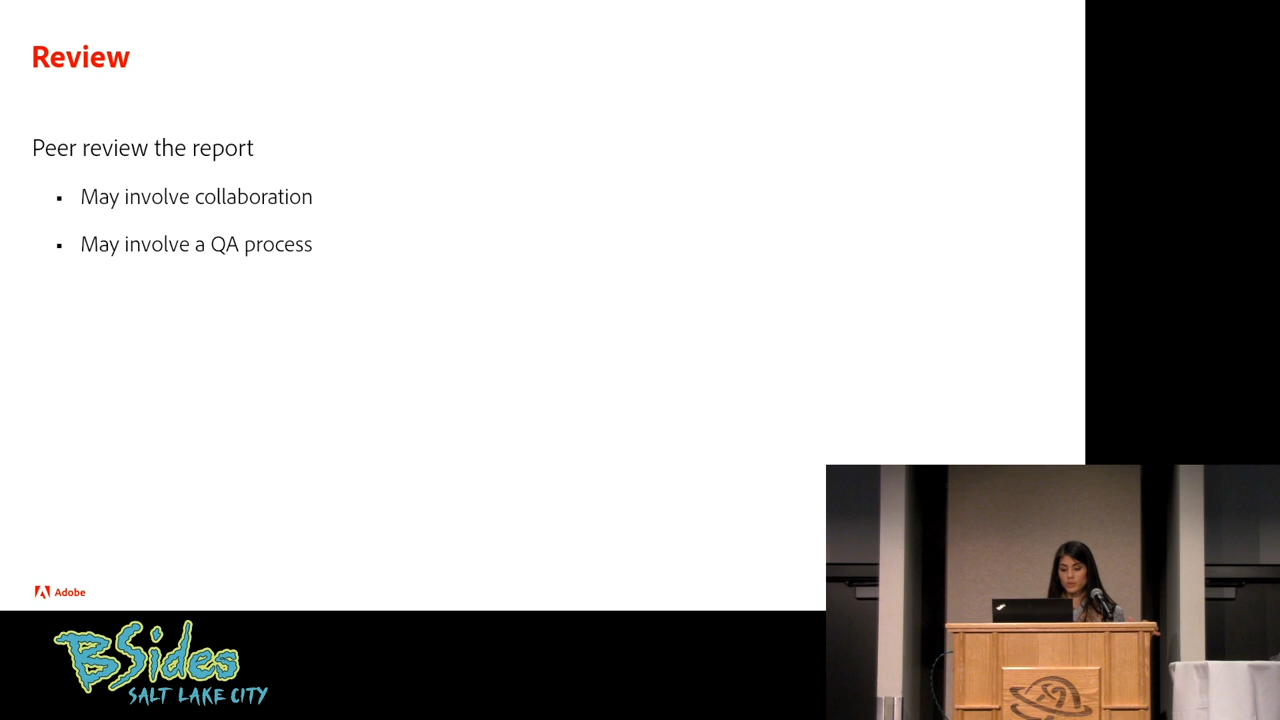 Review
Peer review the report
▪ May involve collaboration
▪ May involve a QA process
Adobe
BSides
SALT LAKE CITY